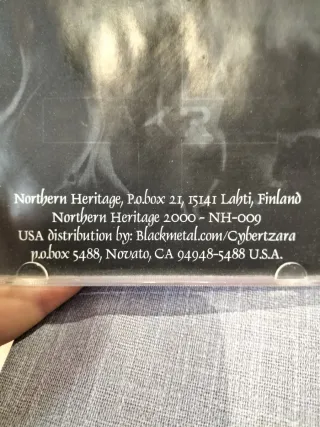 Northern Heritage, P.o.box 21, 15141 Lahti, Finland
Northern Heritage 2000 - NH-009
USA distribution by: Blackmetal.com/Cybertzara
p.o.box 5488, Novato, CA 94948-5488 U.S.A.